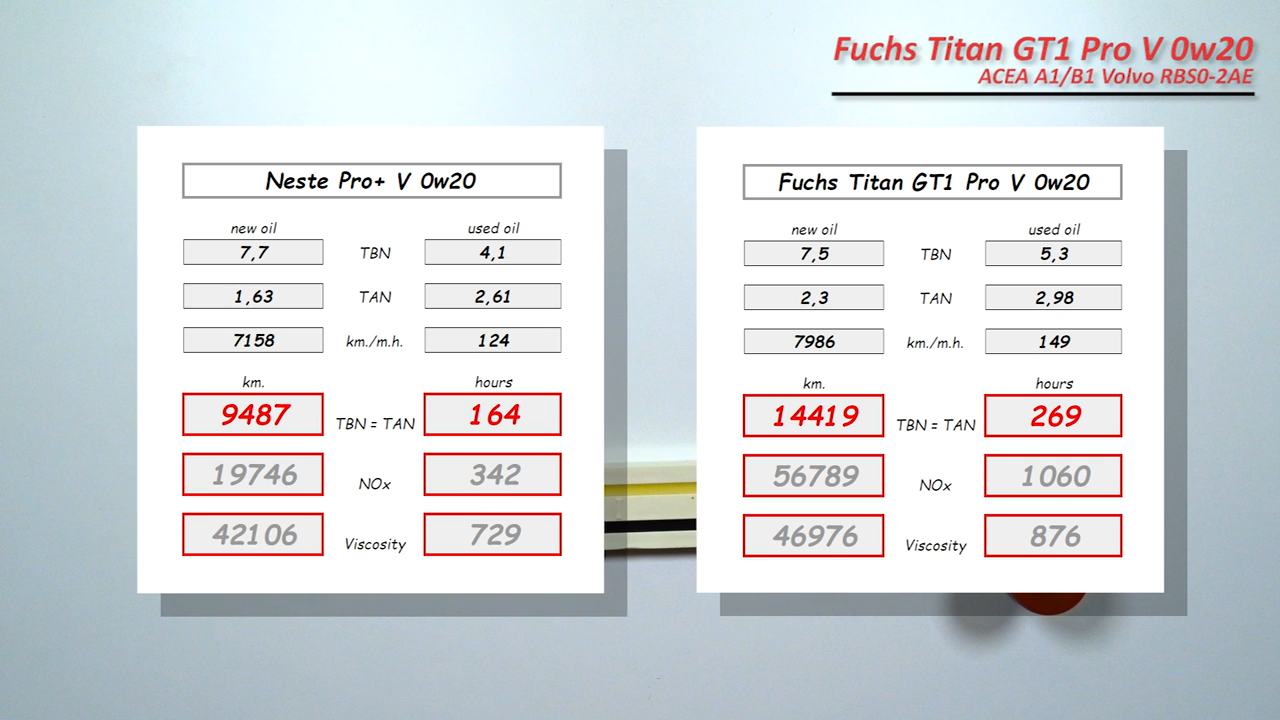 Fuchs Titan GT1 Pro V 0w20
ACEA A1/B1 Volvo RBS0-2AE
Neste Pro+ V 0w20
new oil used oil
7,7 TBN 4,1
1,63 TAN 2,61
7158 km./m.h. 124
km. hours
9487 TBN = TAN 164
19746 NOx 342
42106 Viscosity 729
Fuchs Titan GT1 Pro V 0w20
new oil used oil
7,5 TBN 5,3
2,3 TAN 2,98
7986 km./m.h. 149
km. hours
14419 TBN = TAN 269
56789 NOx 1060
46976 Viscosity 876